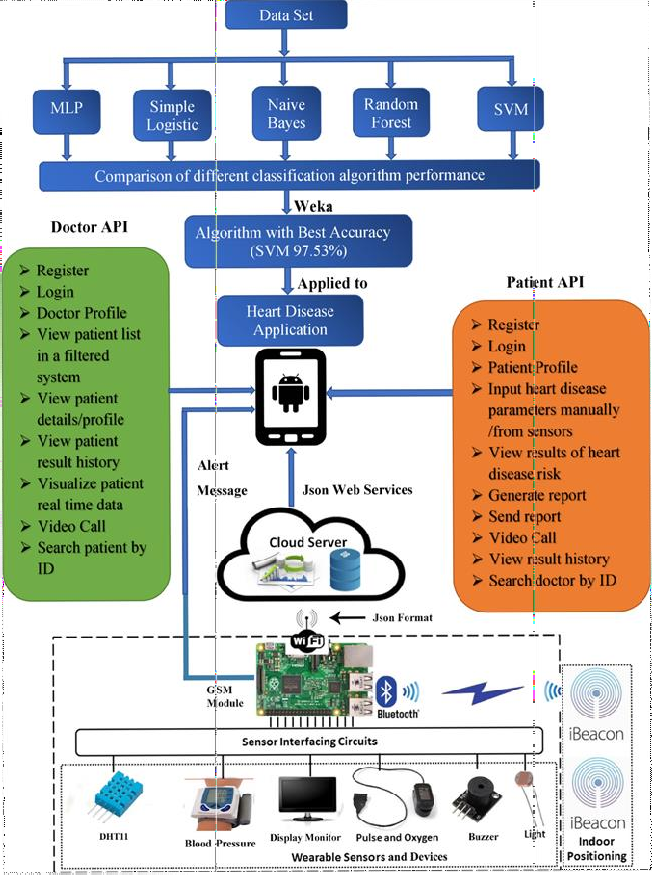 Data Set
MLP
Simple
Logistic
Naive
Bayes
Random
Forest
SVM
Comparison of different classification algorithm performance
Weka
Algorithm with Best Accuracy
(SVM 97.53%)
Applied to
Heart Disease
Application
Doctor API
➢ Register
➢ Login
➢ Doctor Profile
➢ View patient list
in a filtered
system
➢ View patient
details/profile
➢ View patient
result history
➢ Visualize patient
real time data
➢ Video Call
➢ Search patient by
ID
Patient API
➢ Register
➢ Login
➢ Patient Profile
➢ Input heart disease
parameters manually
/from sensors
➢ View results of heart
disease risk
➢ Generate report
➢ Send report
➢ Video Call
➢ View result history
➢ Search doctor by ID
Alert
Message
Json Web Services
Cloud Server
Json Format
WiFi
GSM
Module
Bluetooth
iBeacon
iBeacon
Indoor
Positioning
Sensor Interfacing Circuits
DHT11
Blood-Pressure
Display Monitor
Pulse and Oxygen
Buzzer
Light
Wearable Sensors and Devices